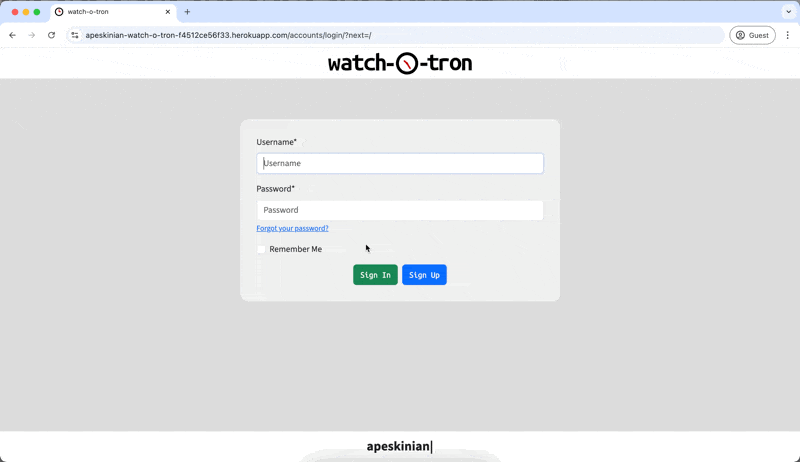 watch-o-tron
apeskinian-watch-o-tron-f4512ce56f33.herokuapp.com/accounts/login/?next=/
Guest
watch-O-tron
Username*
Username
Password*
Password
Forgot your password?
Remember Me
Sign In Sign Up
apeskinian|